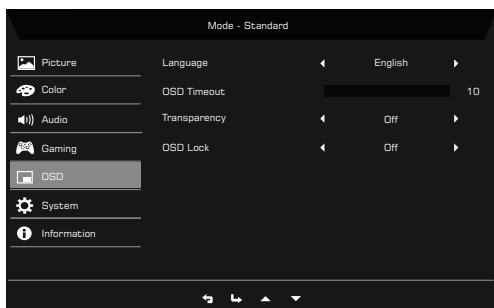 Mode - Standard
Picture
Color
Audio
Gaming
OSD
System
Information
Language English
OSD Timeout 10
Transparency Off
OSD Lock Off